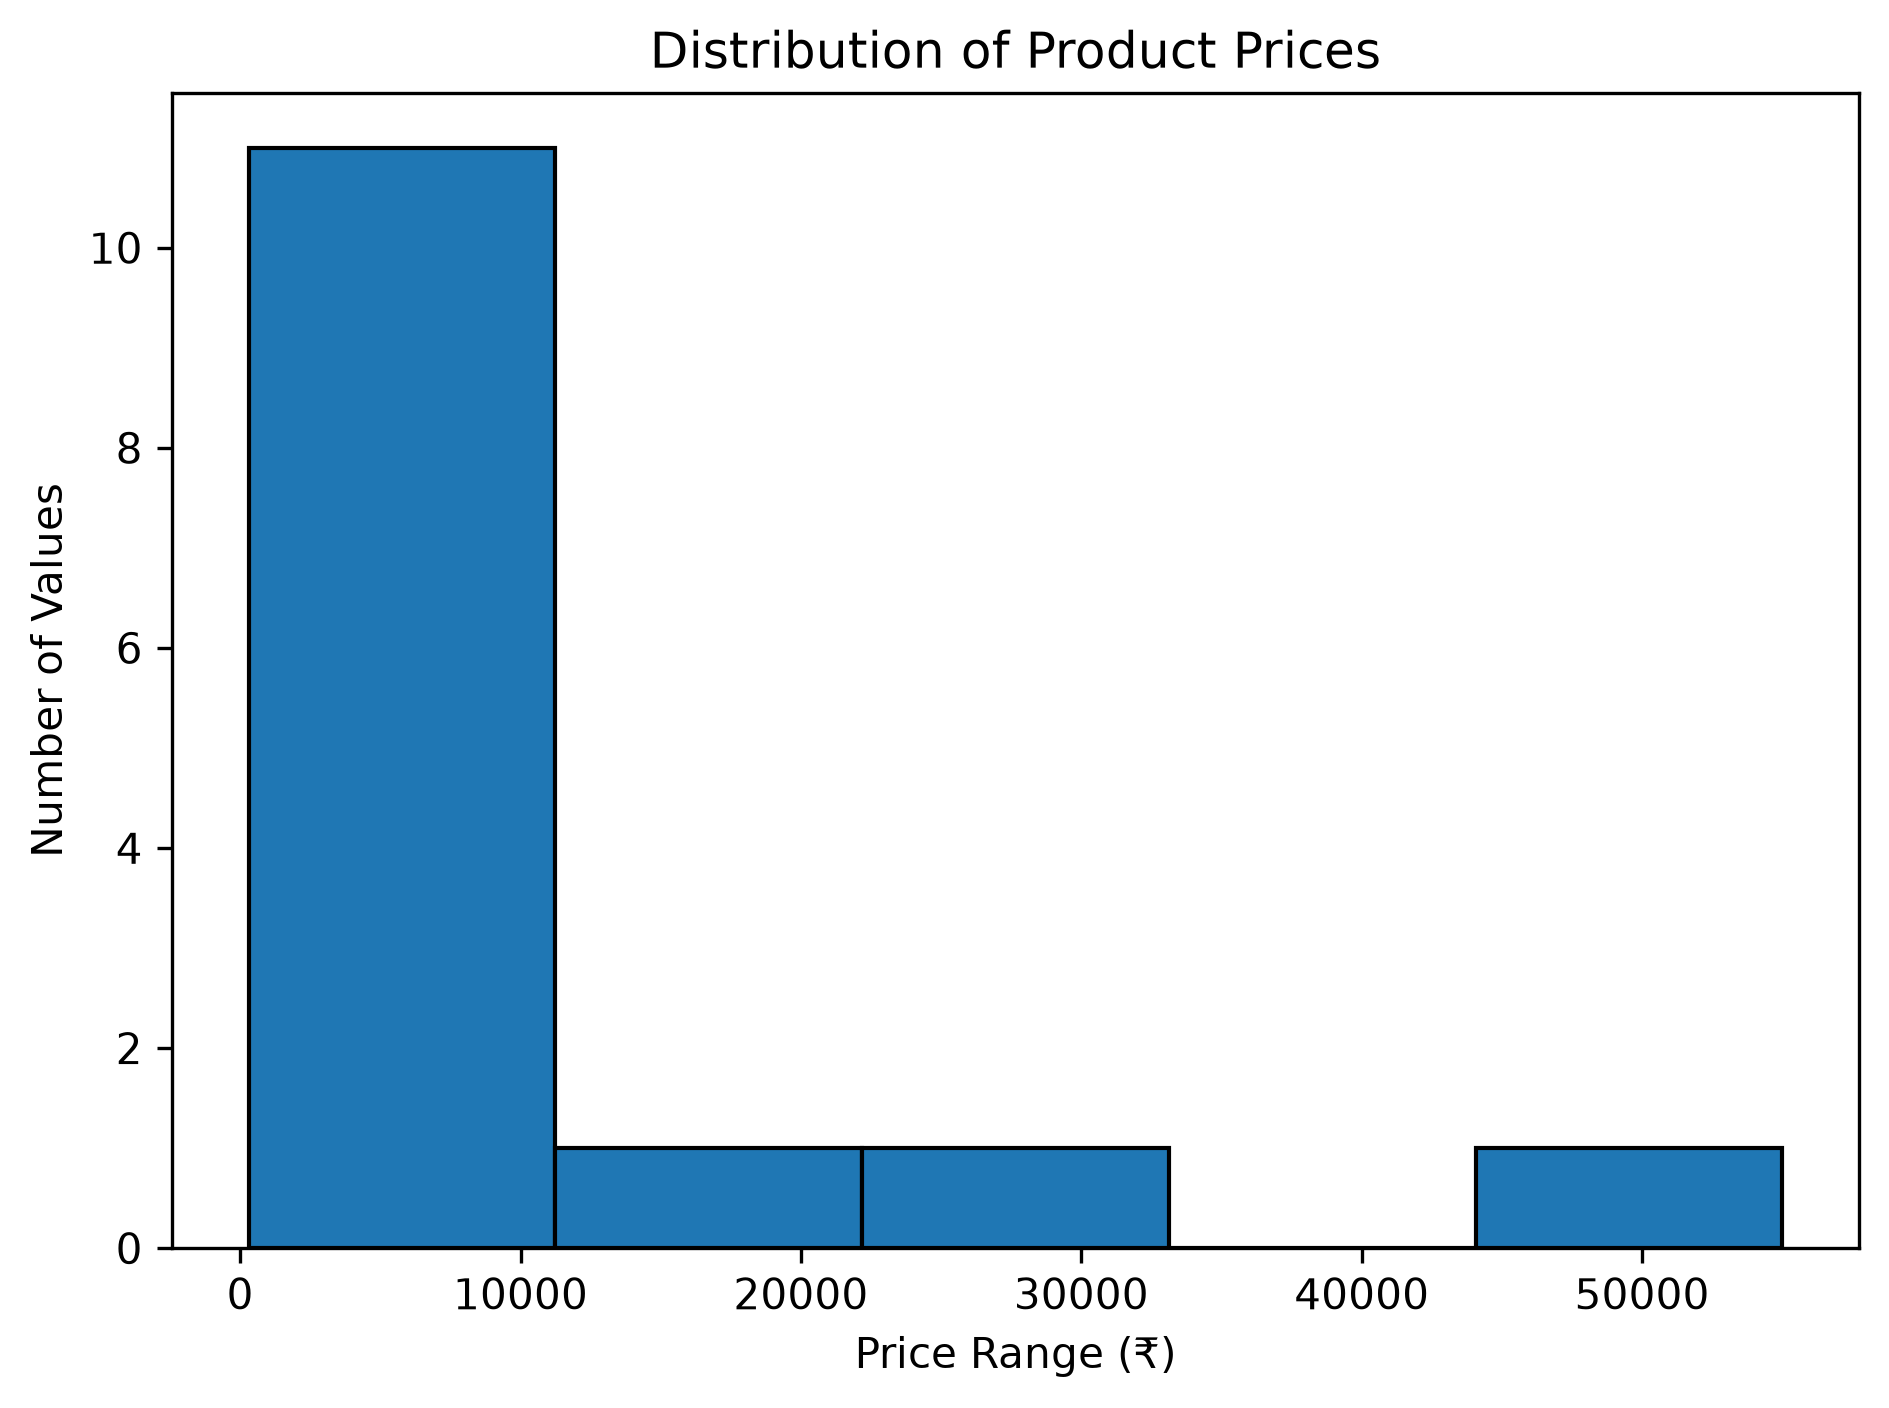 Distribution of Product Prices
Number of Values
10
8
6
4
2
0
0 10000 20000 30000 40000 50000
Price Range (₹)